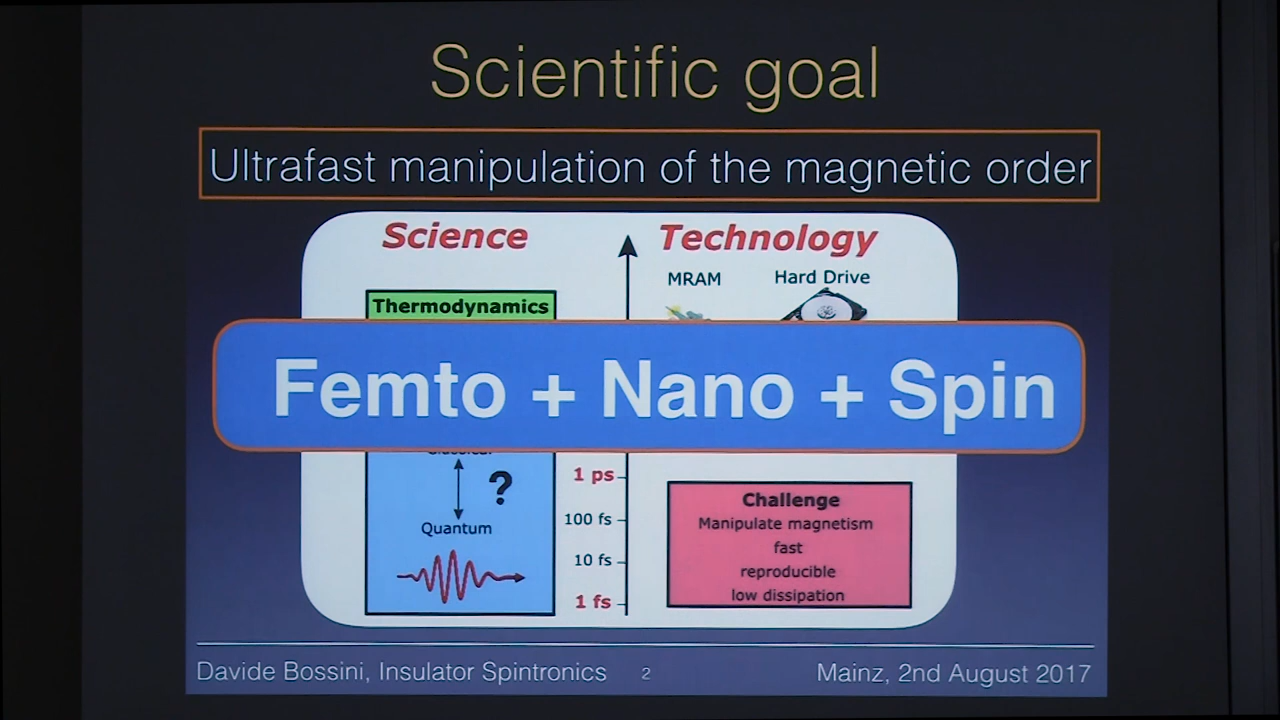 Scientific goal
Ultrafast manipulation of the magnetic order
Science
Technology
MRAM
Hard Drive
Thermodynamics
Femto + Nano + Spin
Classical
Quantum
?
1 ps
100 fs
10 fs
1 fs
Challenge
Manipulate magnetism
fast
reproducible
low dissipation
Davide Bossini, Insulator Spintronics
2
Mainz, 2nd August 2017